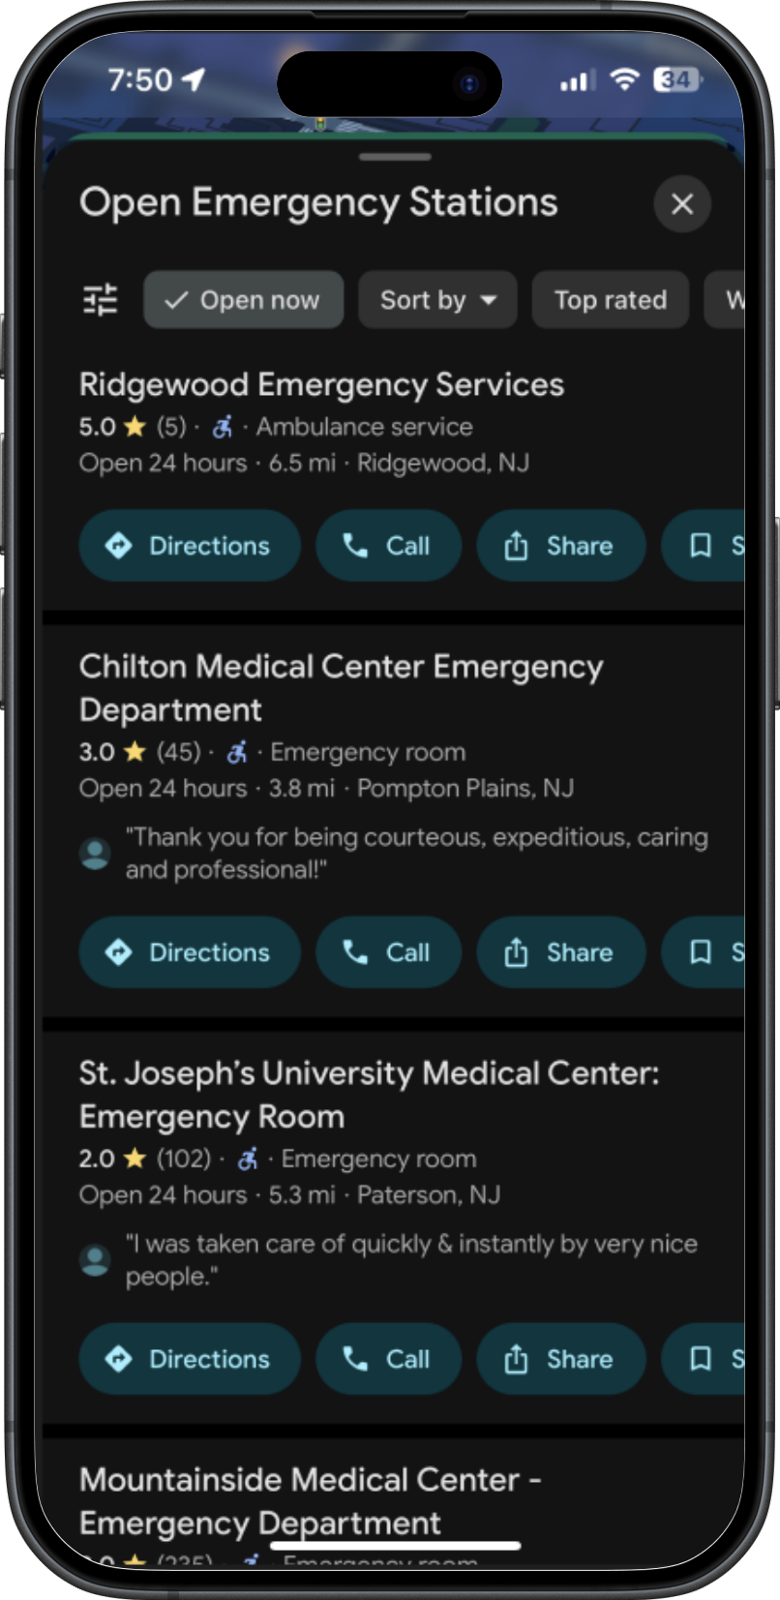 7:50
34
Open Emergency Stations
Open now
Sort by
Top rated
Ridgewood Emergency Services
5.0 (5) · · Ambulance service
Open 24 hours · 6.5 mi · Ridgewood, NJ
Directions
Call
Share
Chilton Medical Center Emergency
Department
3.0 (45) · · Emergency room
Open 24 hours · 3.8 mi · Pompton Plains, NJ
"Thank you for being courteous, expeditious, caring
and professional!"
Directions
Call
Share
St. Joseph’s University Medical Center:
Emergency Room
2.0 (102) · · Emergency room
Open 24 hours · 5.3 mi · Paterson, NJ
"I was taken care of quickly & instantly by very nice
people."
Directions
Call
Share
Mountainside Medical Center -
Emergency Department
(235) · · Emergency room